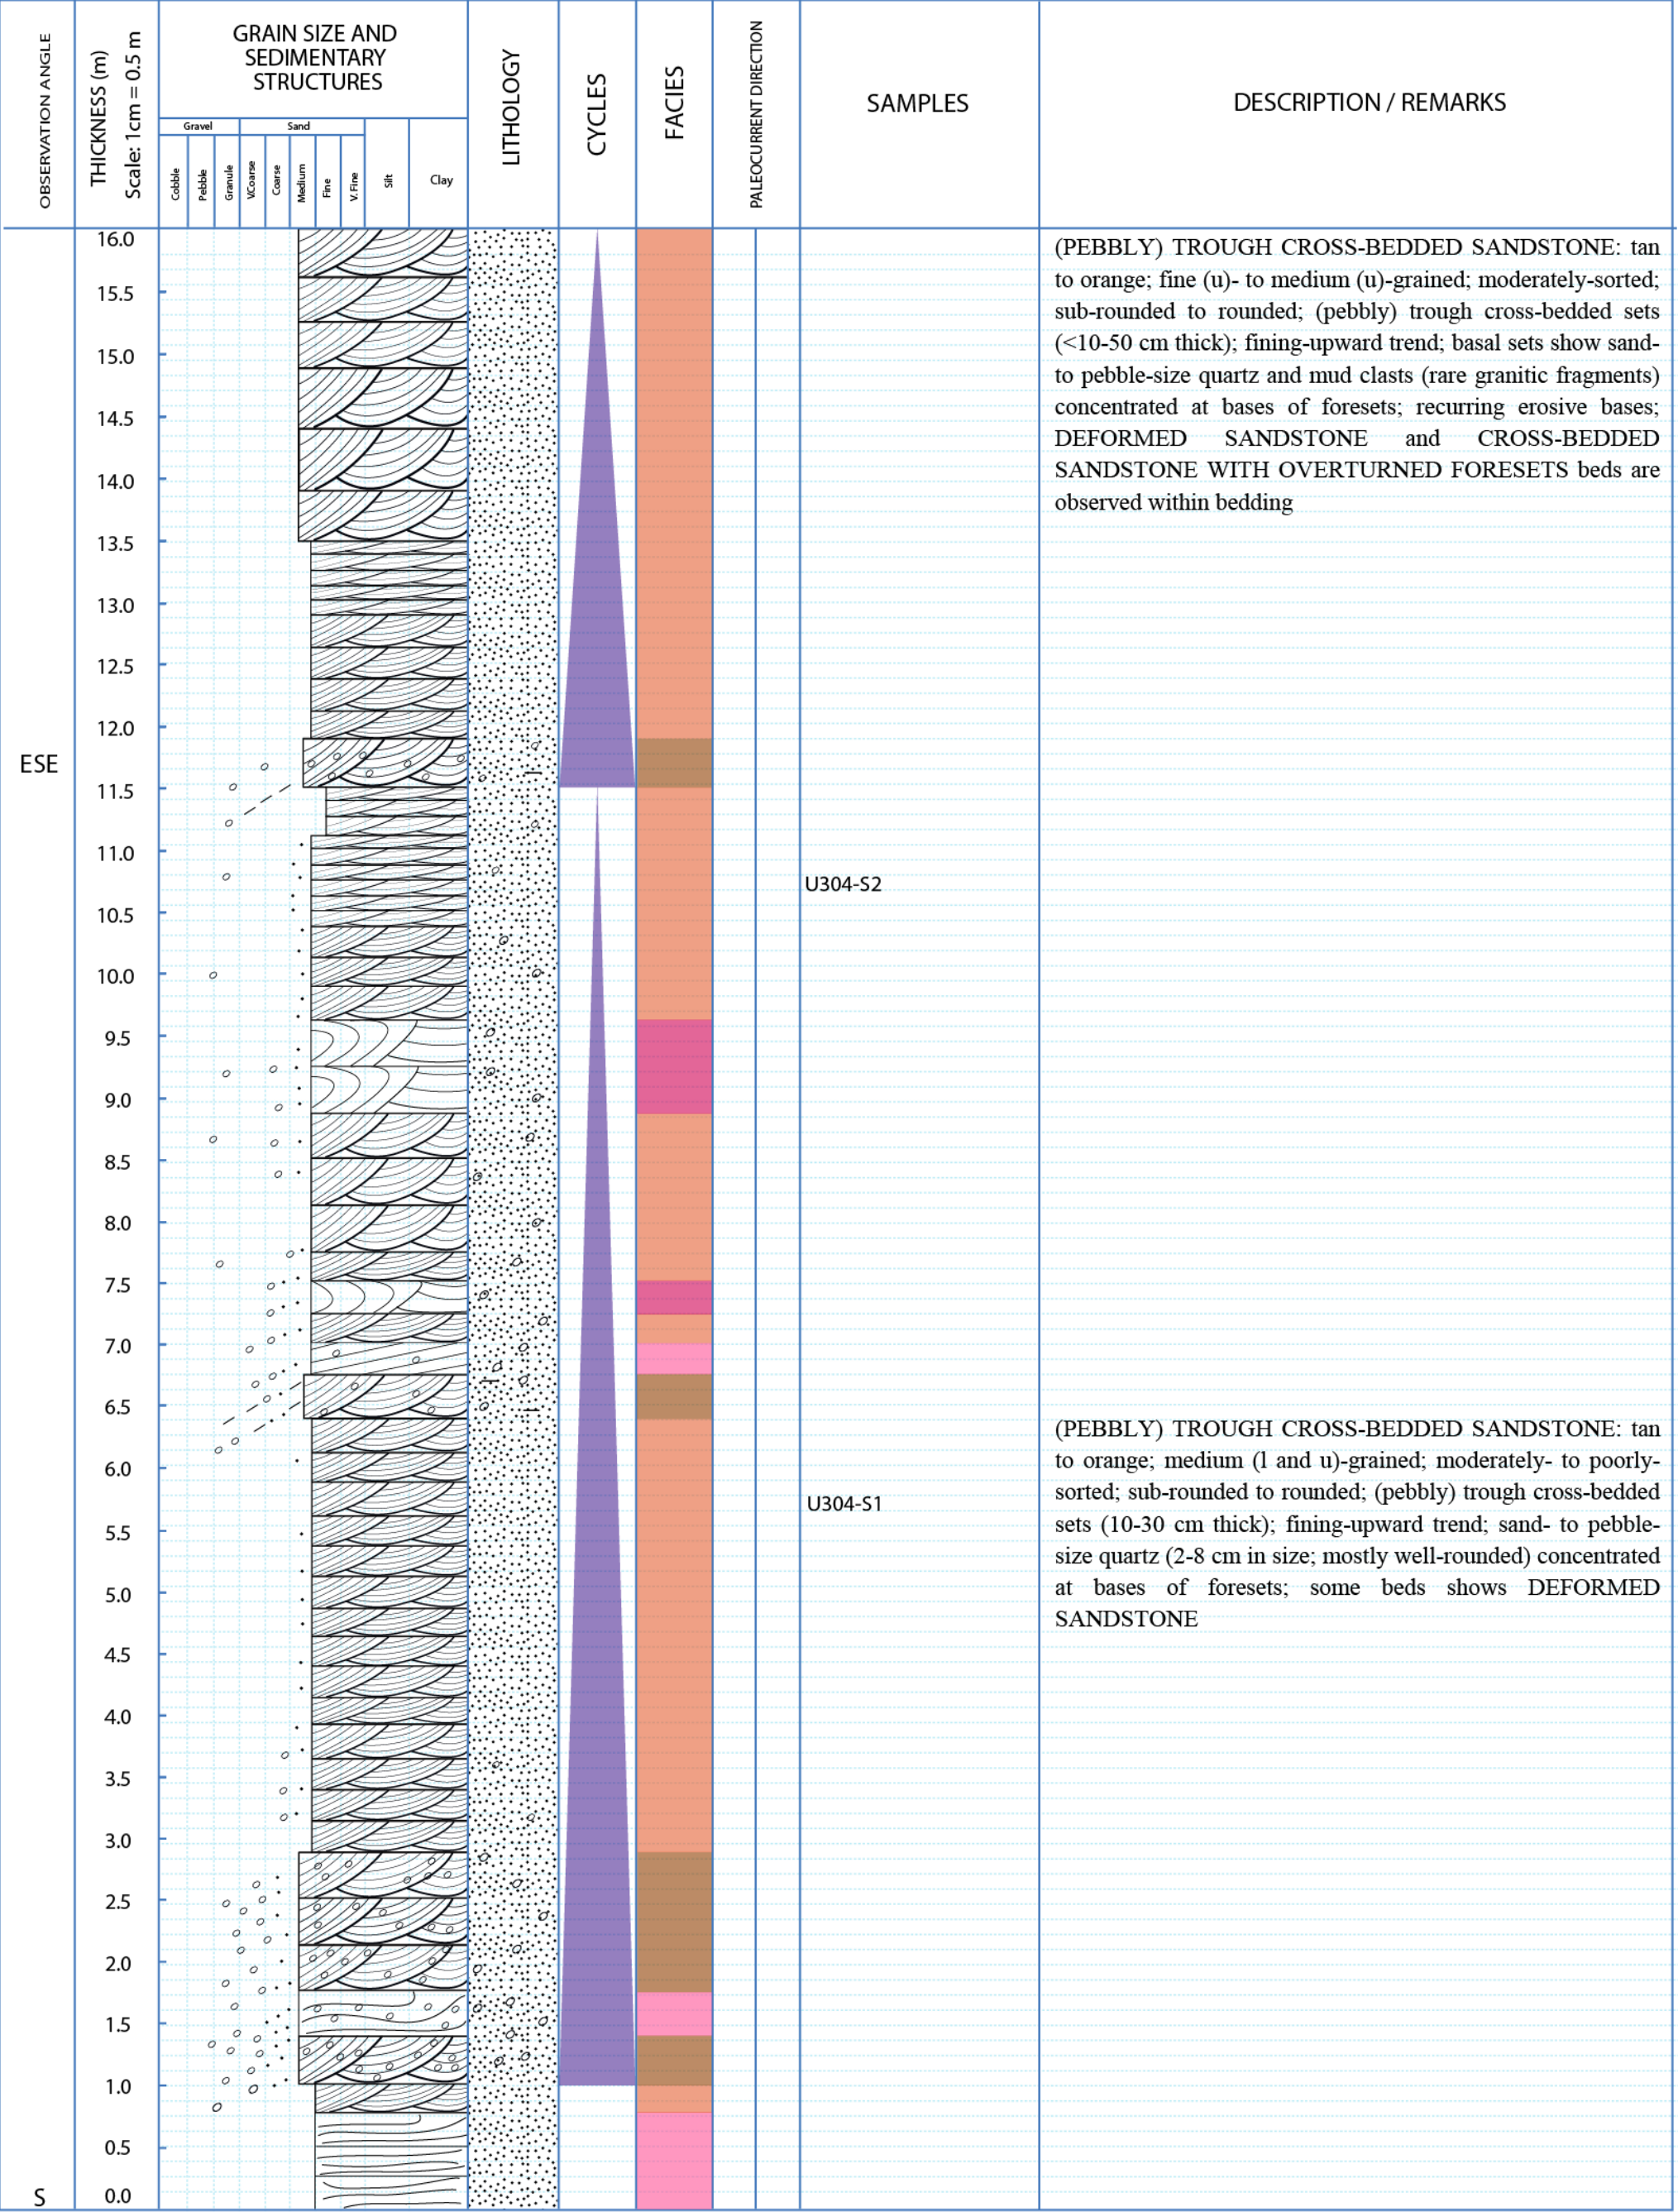 OBSERVATION ANGLE
THICKNESS (m)
Scale: 1cm = 0.5 m
GRAIN SIZE AND
SEDIMENTARY
STRUCTURES
Gravel
Sand
Cobble
Pebble
Granule
V.Coarse
Coarse
Medium
Fine
V. Fine
Silt
Clay
LITHOLOGY
CYCLES
FACIES
PALEOCURRENT DIRECTION
SAMPLES
DESCRIPTION / REMARKS
16.0
15.5
15.0
14.5
14.0
13.5
13.0
12.5
12.0
ESE
11.5
11.0
10.5
10.0
9.5
9.0
8.5
8.0
7.5
7.0
6.5
6.0
5.5
5.0
4.5
4.0
3.5
3.0
2.5
2.0
1.5
1.0
0.5
0.0
S
U304-S2
U304-S1
(PEBBLY) TROUGH CROSS-BEDDED SANDSTONE: tan
to orange; fine (u)- to medium (u)-grained; moderately-sorted;
sub-rounded to rounded; (pebbly) trough cross-bedded sets
(<10-50 cm thick); fining-upward trend; basal sets show sand-
to pebble-size quartz and mud clasts (rare granitic fragments)
concentrated at bases of foresets; recurring erosive bases;
DEFORMED SANDSTONE and CROSS-BEDDED
SANDSTONE WITH OVERTURNED FORESETS beds are
observed within bedding
(PEBBLY) TROUGH CROSS-BEDDED SANDSTONE: tan
to orange; medium (l and u)-grained; moderately- to poorly-
sorted; sub-rounded to rounded; (pebbly) trough cross-bedded
sets (10-30 cm thick); fining-upward trend; sand- to pebble-
size quartz (2-8 cm in size; mostly well-rounded) concentrated
at bases of foresets; some beds shows DEFORMED
SANDSTONE